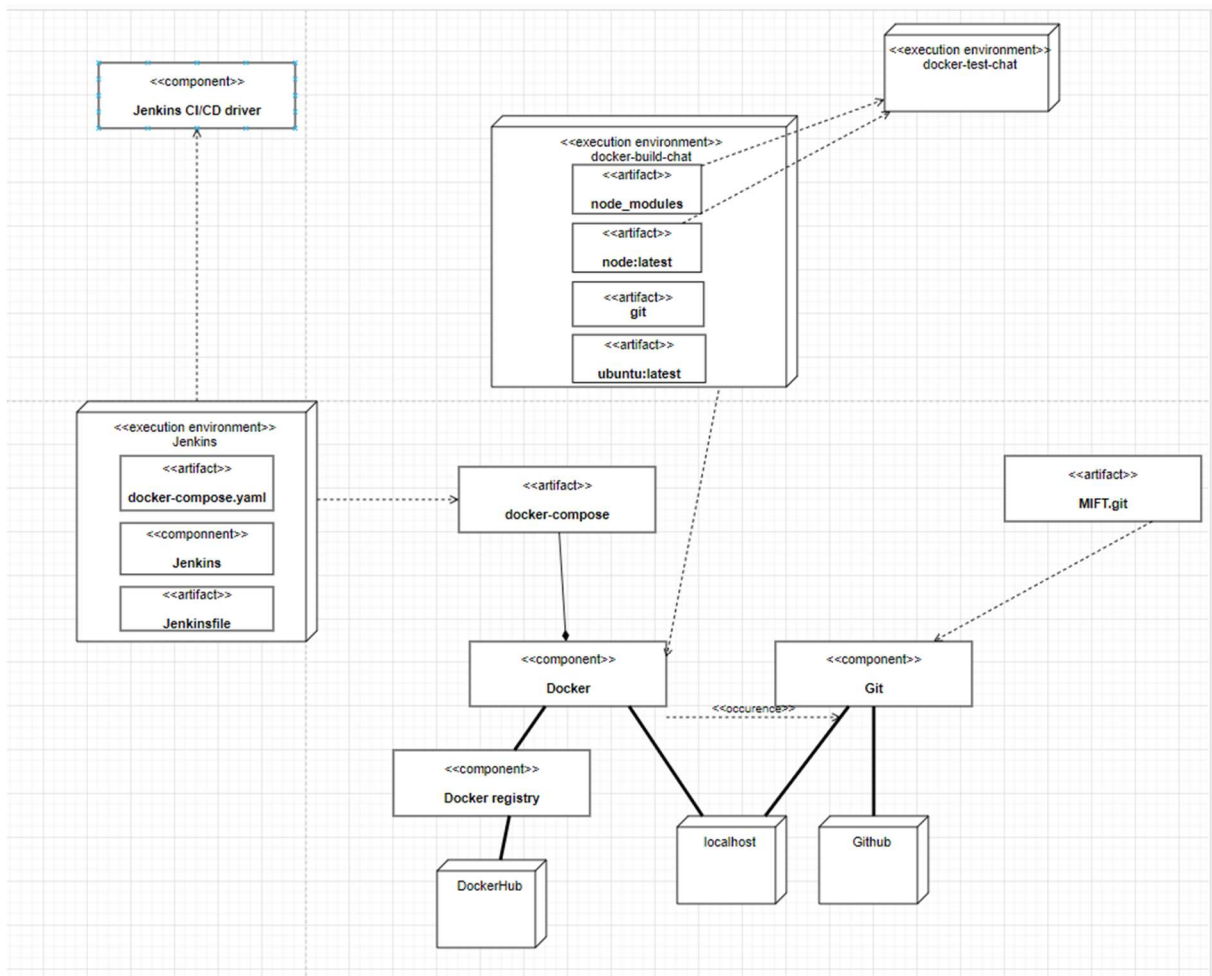 <<component>>
Jenkins CI/CD driver
<<execution environment>>
docker-test-chat
<<execution environment>>
docker-build-chat
<<artifact>>
node_modules
<<artifact>>
node:latest
<<artifact>>
git
<<artifact>>
ubuntu:latest
<<execution environment>>
Jenkins
<<artifact>>
docker-compose.yaml
<<componnent>>
Jenkins
<<artifact>>
Jenkinsfile
<<artifact>>
docker-compose
<<artifact>>
MIFT.git
<<component>>
Docker
<<component>>
Git
<<occurence>>
<<component>>
Docker registry
localhost
Github
DockerHub